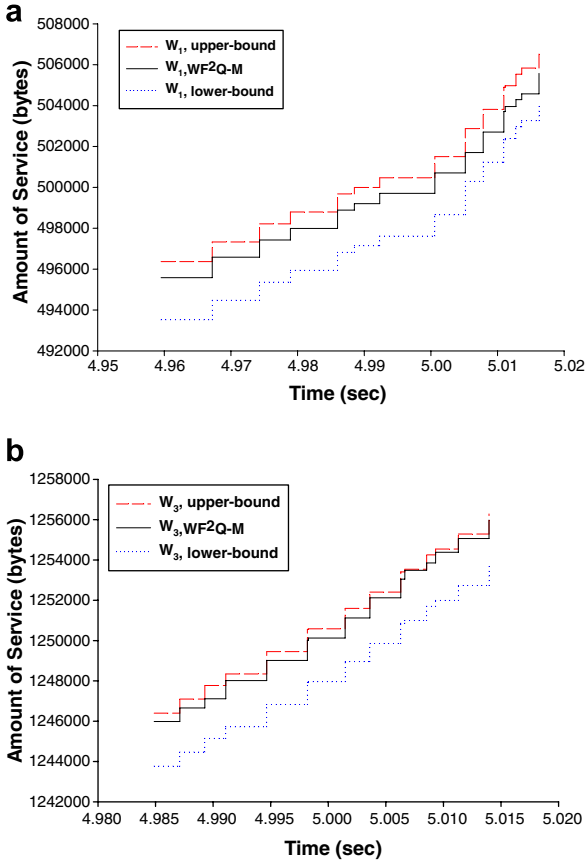 a
508000
506000
504000
502000
500000
498000
496000
494000
492000
Amount of Service (bytes)
W₁, upper-bound
W₁,WF²Q-M
W₁, lower-bound
4.95 4.96 4.97 4.98 4.99 5.00 5.01 5.02
Time (sec)
b
1258000
1256000
1254000
1252000
1250000
1248000
1246000
1244000
1242000
Amount of Service (bytes)
W₃, upper-bound
W₃,WF²Q-M
W₃, lower-bound
4.980 4.985 4.990 4.995 5.000 5.005 5.010 5.015 5.020
Time (sec)